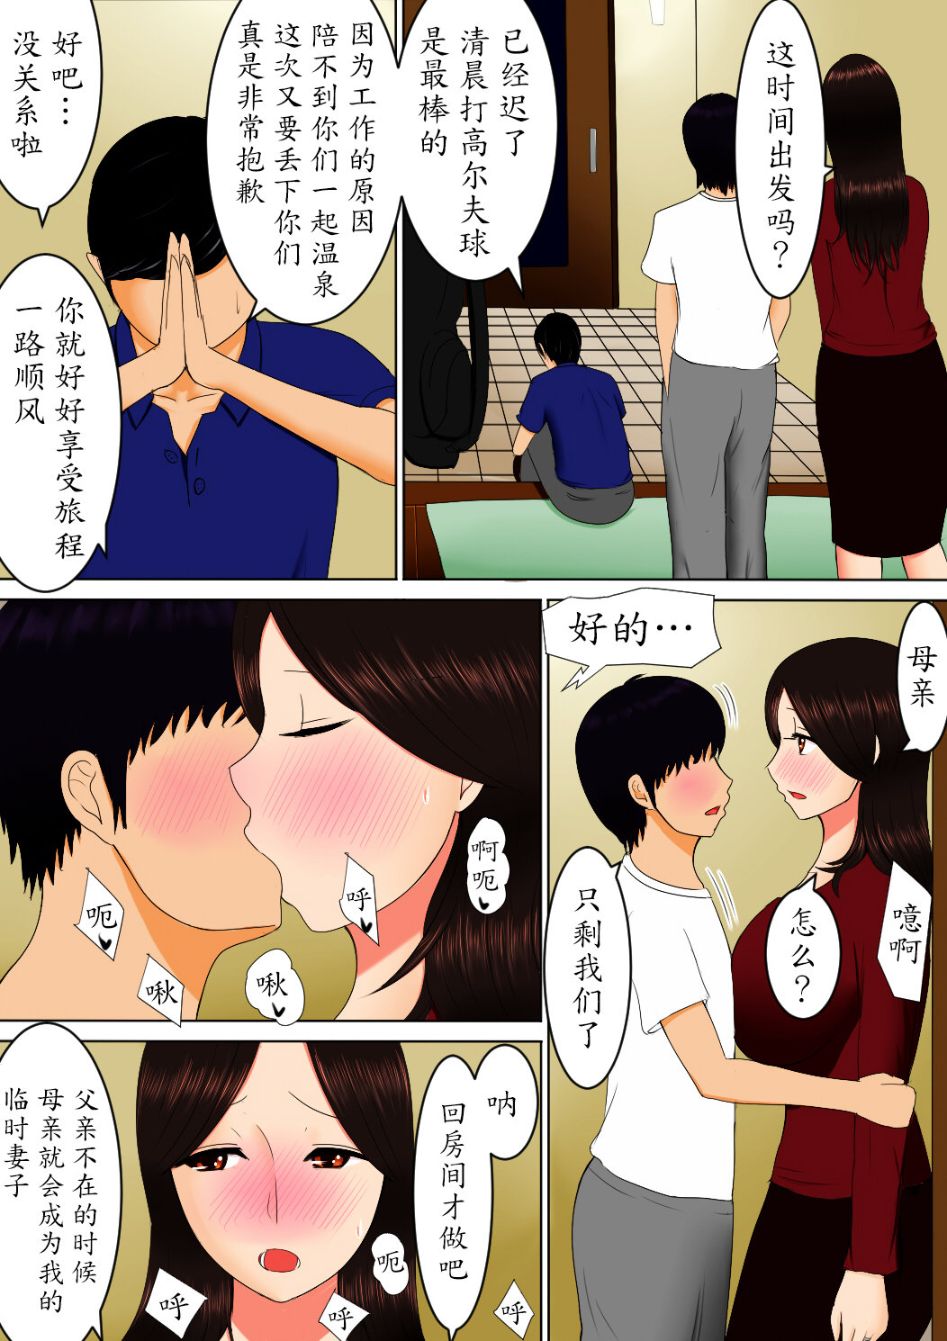 这时间出发吗？
已经迟了
清晨打高尔夫球
是最棒的
因为工作的原因
陪不到你们一起温泉
这次又要丢下你们
真是非常抱歉
好吧…
没关系啦
你就好好享受旅程
一路顺风
母亲
好的…
怎么？
噫啊
只剩我们了
啊呃
呼
啾
呃
啾
呐
回房间才做吧
呃
呼
呼
呼
父亲不在的时候
母亲就会成为我的
临时妻子